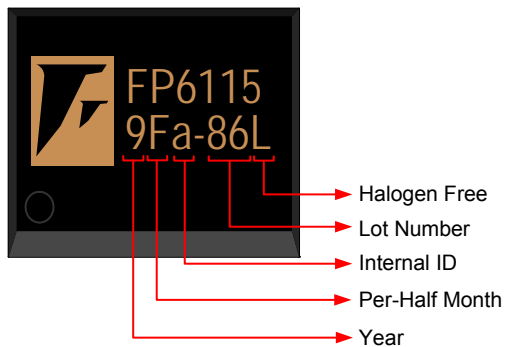 FP6115
9Fa-86L
Halogen Free
Lot Number
Internal ID
Per-Half Month
Year